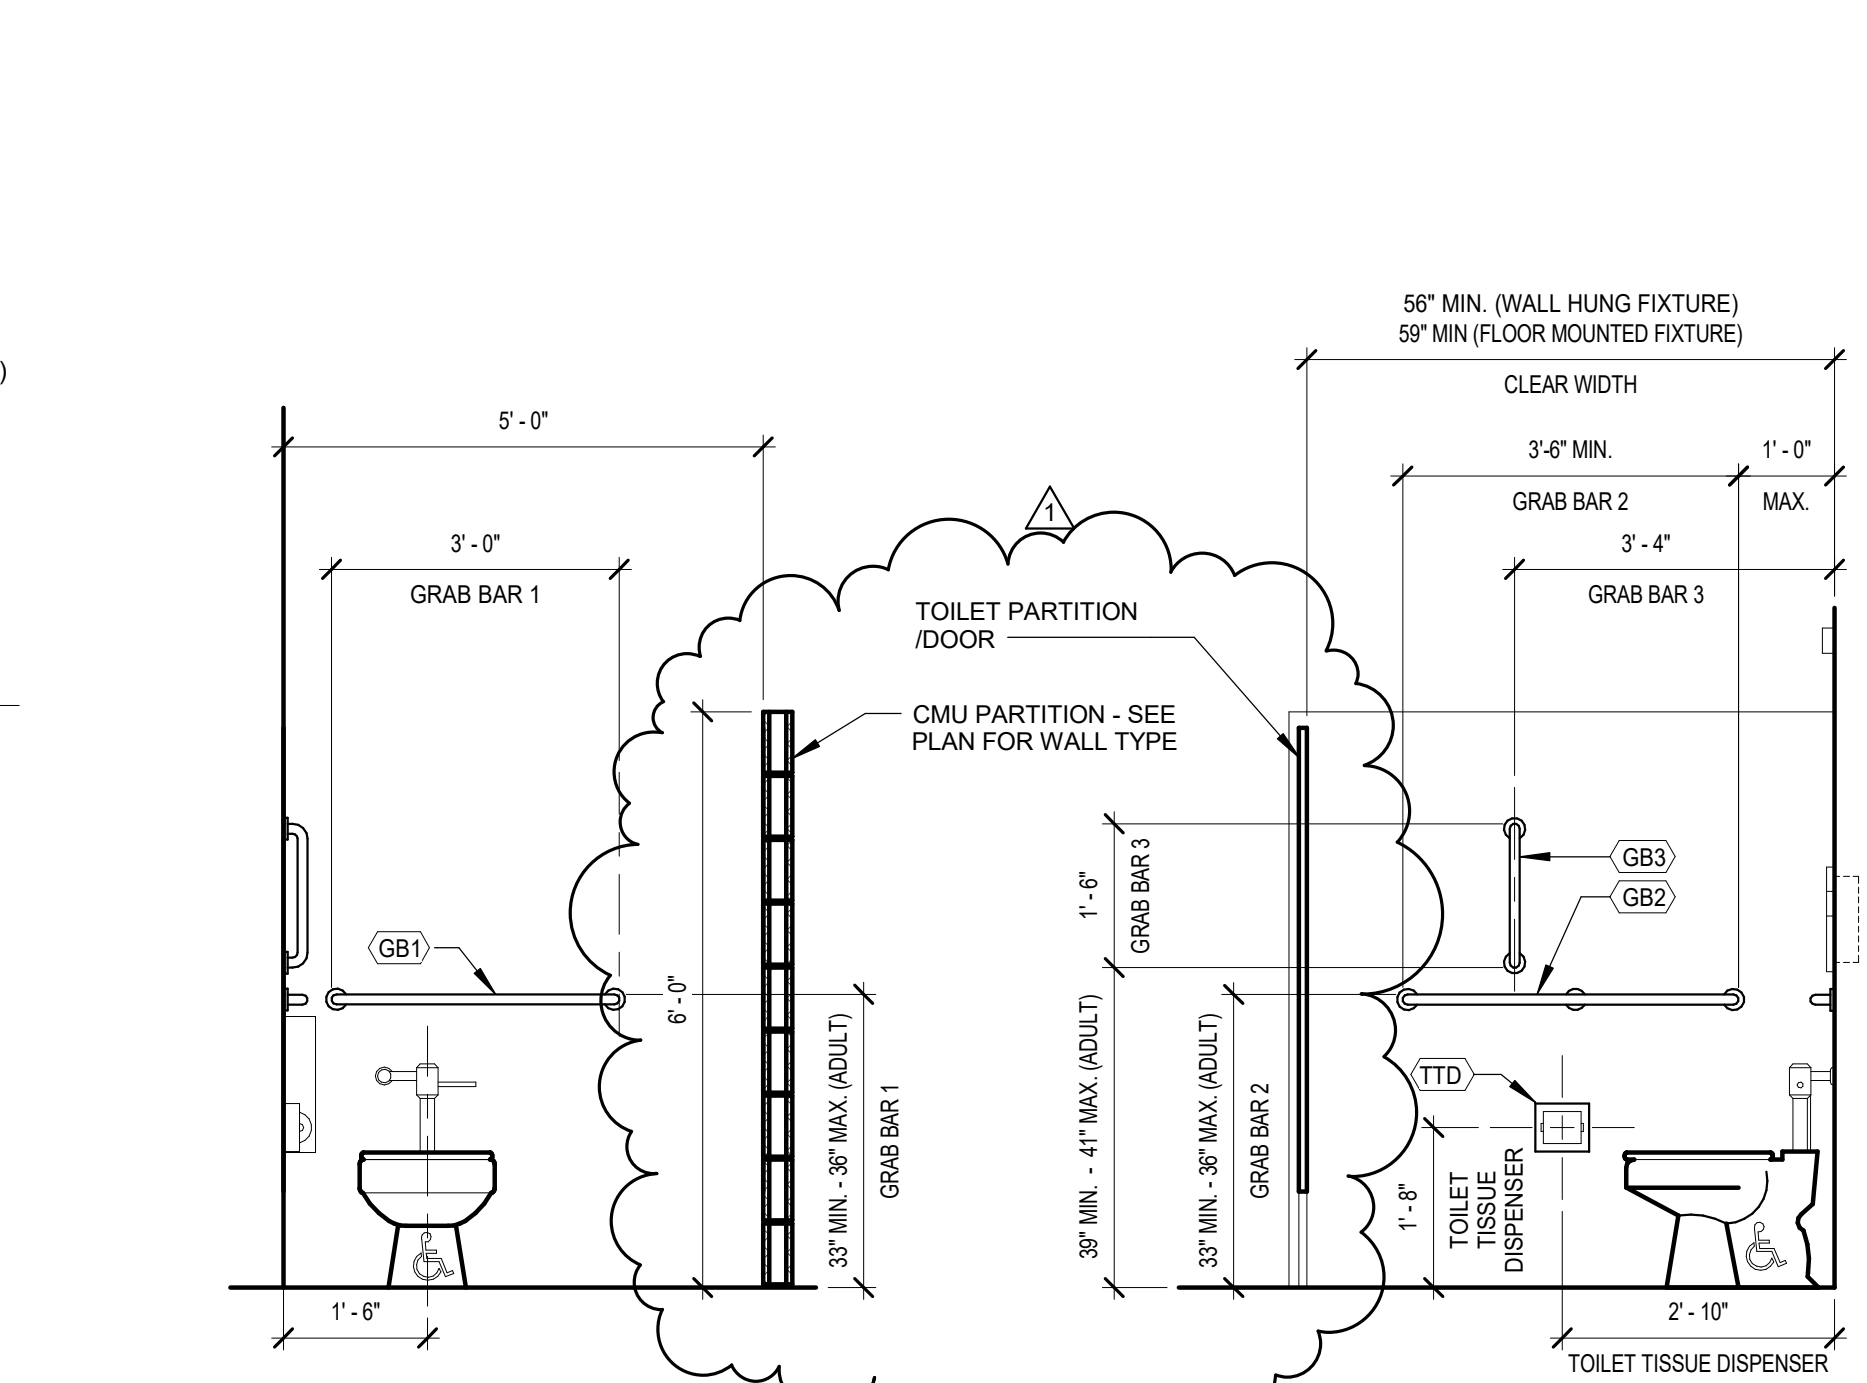 56" MIN. (WALL HUNG FIXTURE)
59" MIN (FLOOR MOUNTED FIXTURE)
)
CLEAR WIDTH
5' - 0"
3'-6" MIN.
1' - 0"
GRAB BAR 2
MAX.
1
3' - 0"
3' - 4"
GRAB BAR 1
GRAB BAR 3
TOILET PARTITION
/DOOR
CMU PARTITION - SEE
PLAN FOR WALL TYPE
GB3
GB2
1' - 6"
GRAB BAR 3
GB1
6' - 0"
33" MIN. - 36" MAX. (ADULT)
GRAB BAR 1
39" MIN. - 41" MAX. (ADULT)
33" MIN. - 36" MAX. (ADULT)
GRAB BAR 2
TTD
1' - 8"
TOILET
TISSUE
DISPENSER
1' - 6"
2' - 10"
TOILET TISSUE DISPENSER